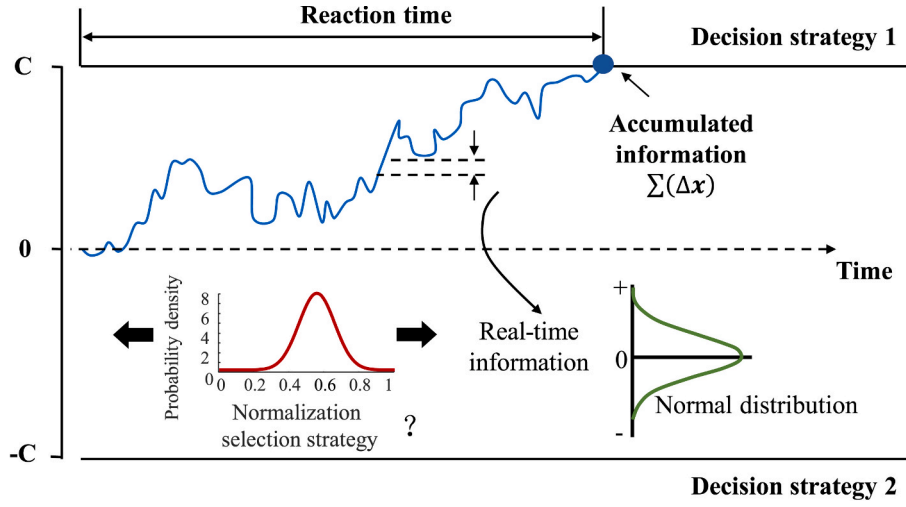 Reaction time
Decision strategy 1
C
Accumulated
information
∑(Δx)
0
Time
Probability density
8
6
4
2
0
0 0.2 0.4 0.6 0.8 1
Normalization
selection strategy
?
Real-time
information
+
0
-
Normal distribution
-C
Decision strategy 2